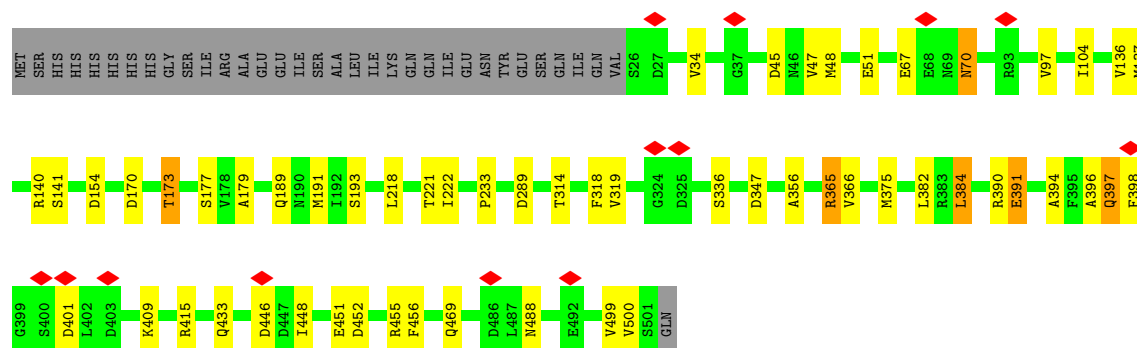 MET SER HIS HIS HIS HIS HIS HIS GLY SER ILE ARG ALA GLU GLU ILE SER ALA LEU ILE LYS GLN GLN ILE GLU ASN TYR GLU SER GLN ILE GLN VAL S26 D27 V34 G37 D45 N46 V47 M48 E51 E67 E68 N69 N70 R93 V97 I104 V136
R140 S141 D154 D170 T173 S177 V178 A179 Q189 N190 M191 I192 S193 L218 T221 I222 P233 D289 T314 F318 V319 G324 D325 S336 D347 A356 R365 V366 M375 L382 R383 L384 R390 E391 A394 F395 A396 Q397 F398
G399 S400 D401 L402 D403 K409 R415 Q433 D446 D447 I448 E451 D452 R455 F456 Q469 D486 L487 N488 E492 V499 V500 S501 GLN